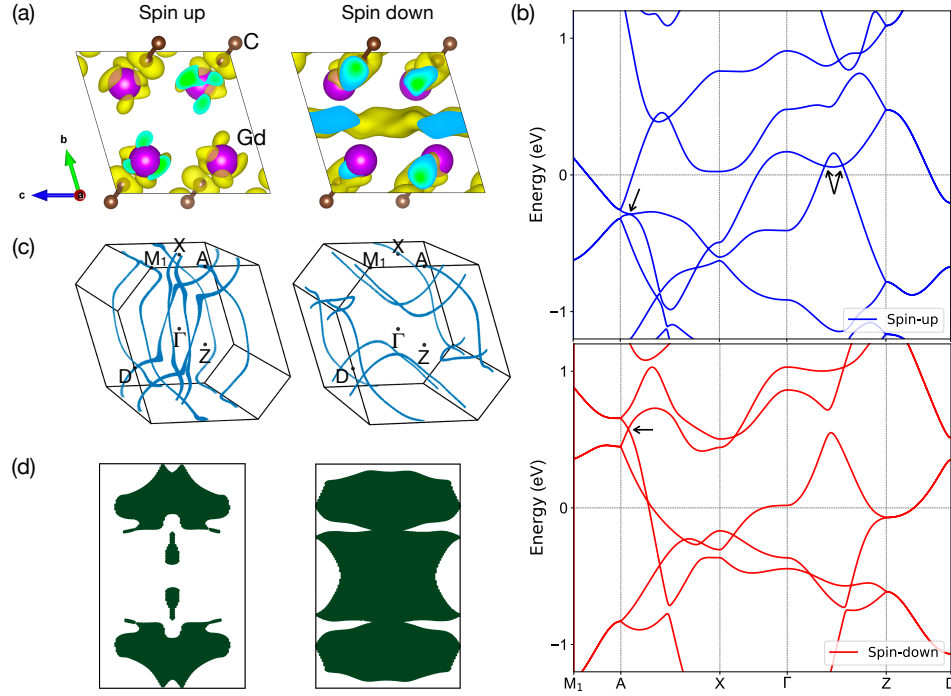 (a)
Spin up
Spin down
C
Gd
b
c
a
(b)
Energy (eV)
1
0
−1
Spin-up
Energy (eV)
1
0
−1
Spin-down
M₁
A
X
Γ
Z
D
(c)
X
M₁
A
Γ
Z
D
X
M₁
A
Γ
Z
D
(d)